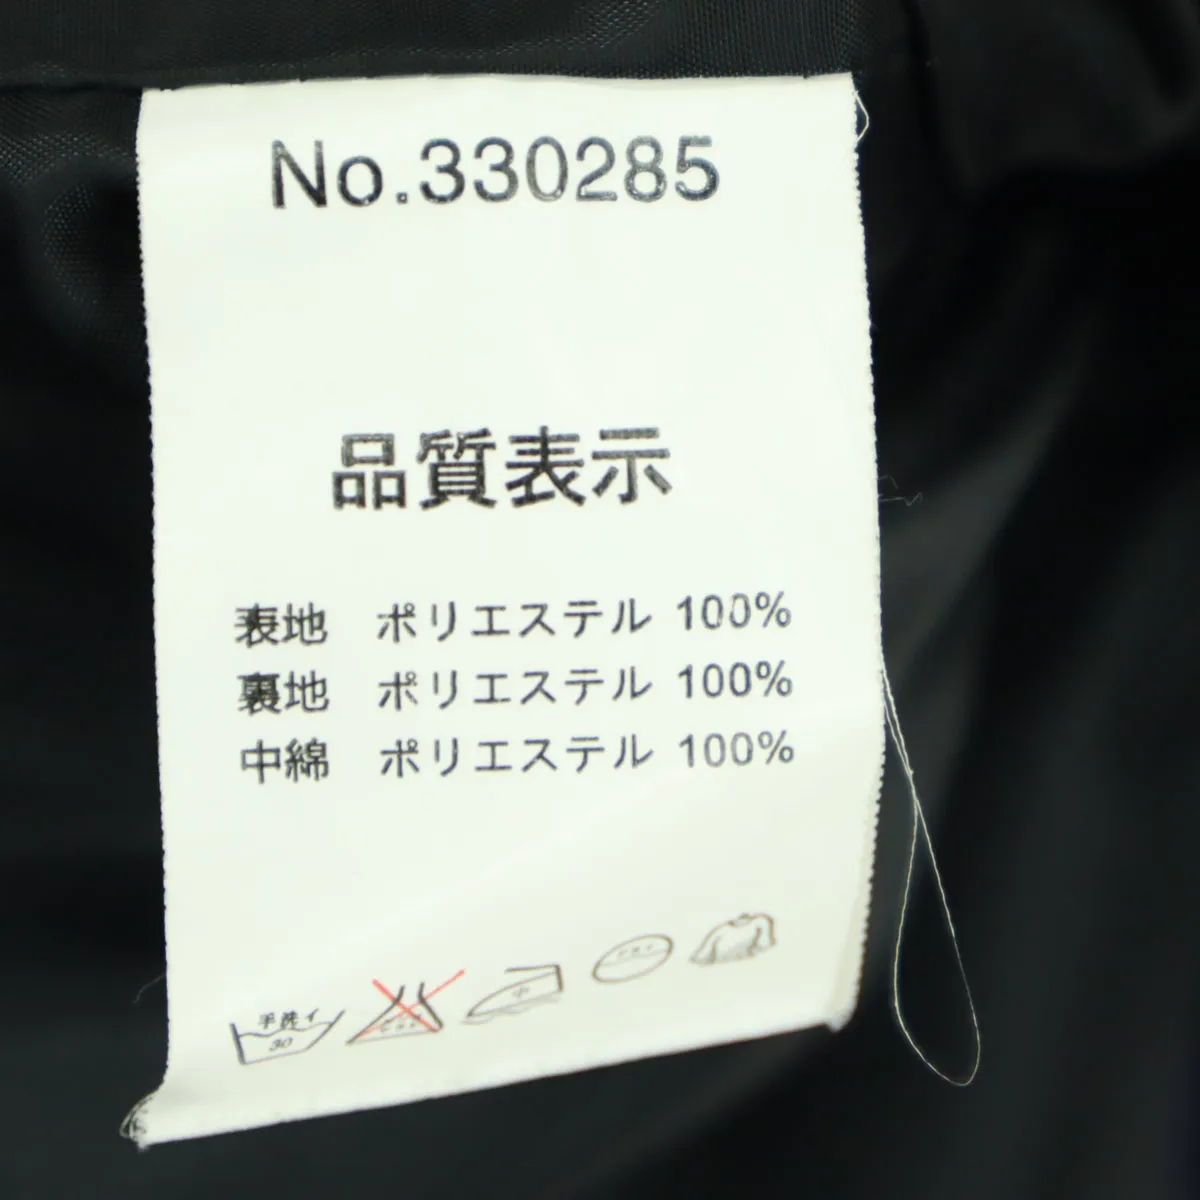 No.330285
品質表示
表地 ポリエステル 100%
裏地 ポリエステル 100%
中綿 ポリエステル 100%
手洗イ
30
中